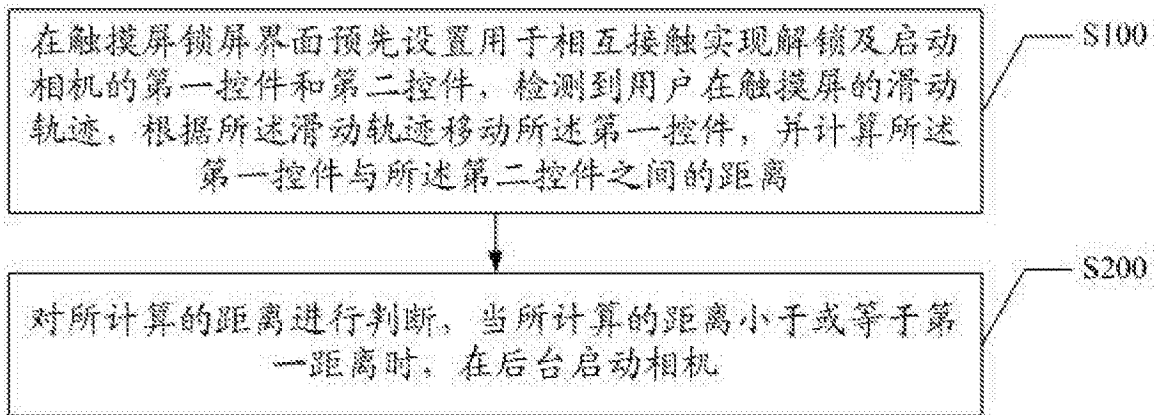 在触摸屏锁屏界面预先设置用于相互接触实现解锁及启动
相机的第一控件和第二控件，检测到用户在触摸屏的滑动
轨迹，根据所述滑动轨迹移动所述第一控件，并计算所述
第一控件与所述第二控件之间的距离
S100
对所计算的距离进行判断，当所计算的距离小于或等于第
一距离时，在后台启动相机
S200